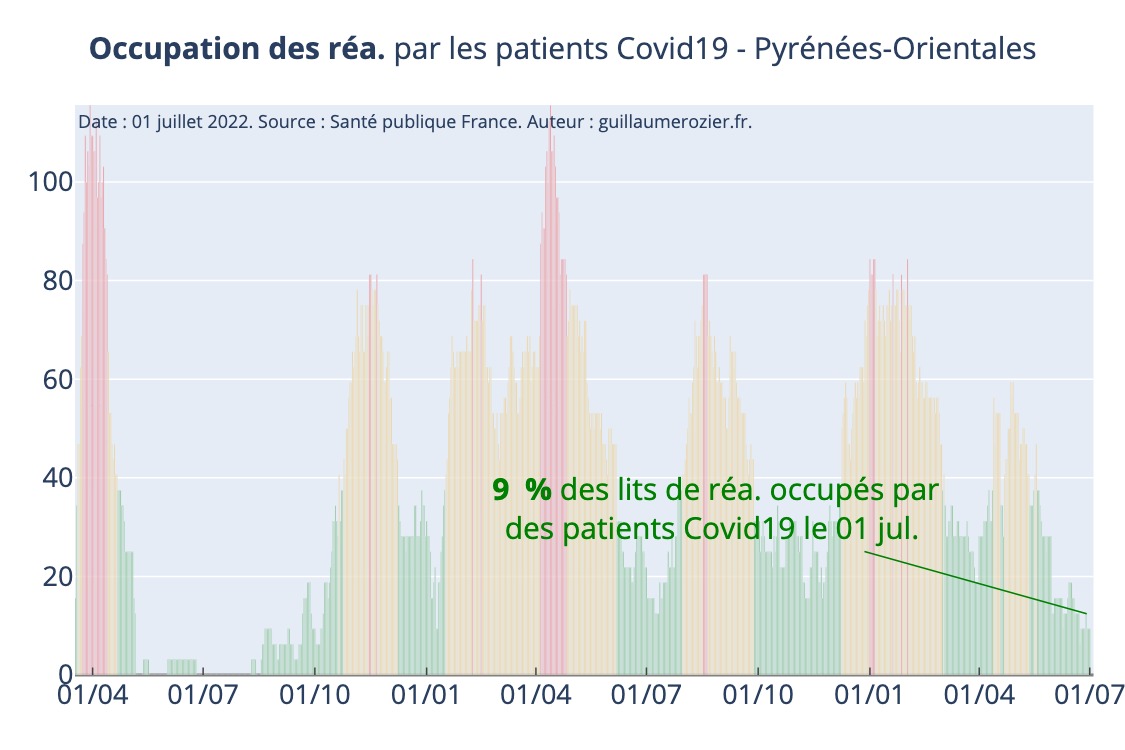 Occupation des réa. par les patients Covid19 - Pyrénées-Orientales
Date : 01 juillet 2022. Source : Santé publique France. Auteur : guillaumerozier.fr.
100
80
60
40
9 % des lits de réa. occupés par
des patients Covid19 le 01 jul.
20
0
01/04 01/07 01/10 01/01 01/04 01/07 01/10 01/01 01/04 01/07